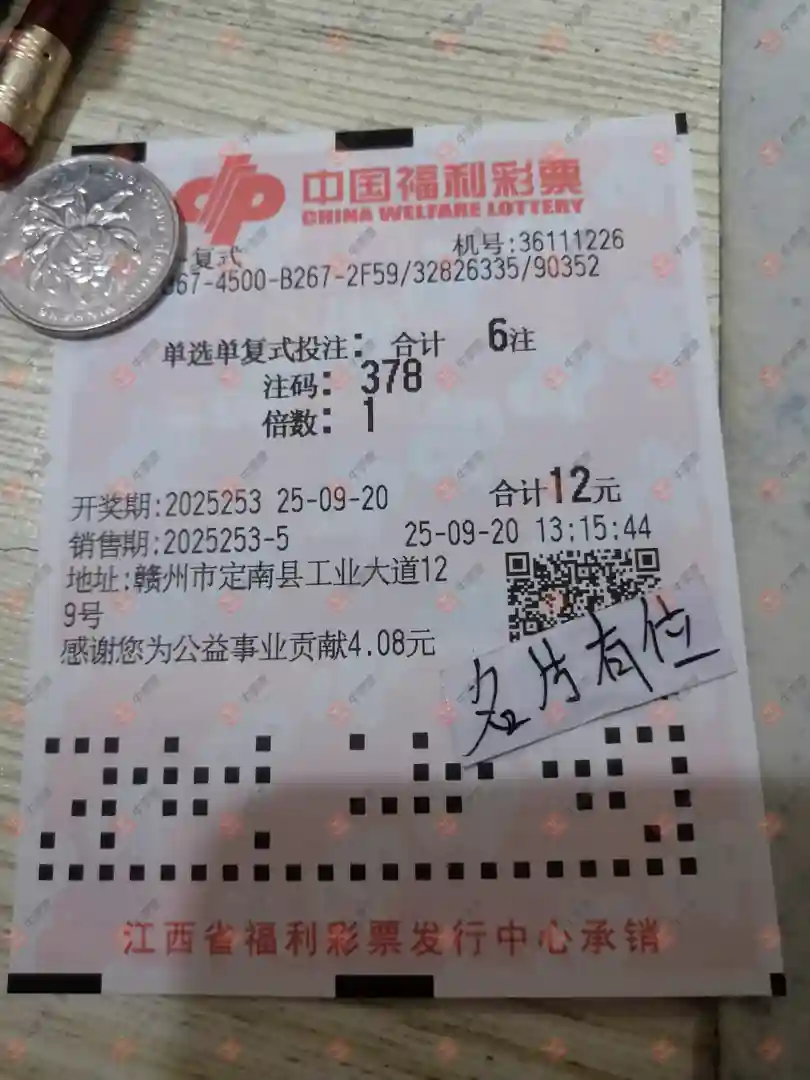 中国福利彩票
CHINA WELFARE LOTTERY
复式 机号:36111226
67-4500-B267-2F59/32826335/90352
单选单复式投注: 合计 6注
注码: 378
倍数: 1
开奖期:2025253 25-09-20 合计12元
销售期:2025253-5 25-09-20 13:15:44
地址:赣州市定南县工业大道12
9号
感谢您为公益事业贡献4.08元
名片有位
江西省福利彩票发行中心承销